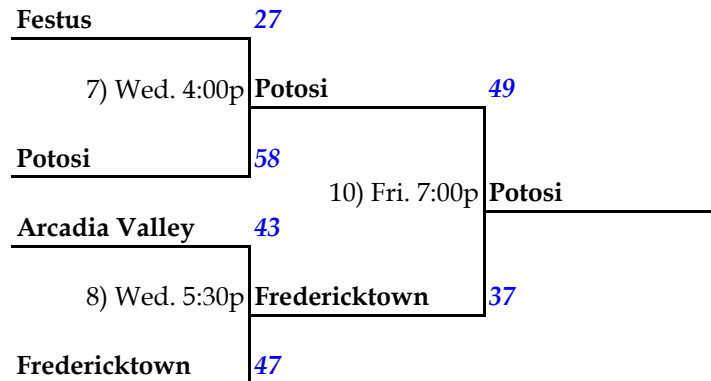 Festus 27
7) Wed. 4:00p Potosi 49
Potosi 58
10) Fri. 7:00p Potosi
Arcadia Valley 43
8) Wed. 5:30p Fredericktown 37
Fredericktown 47